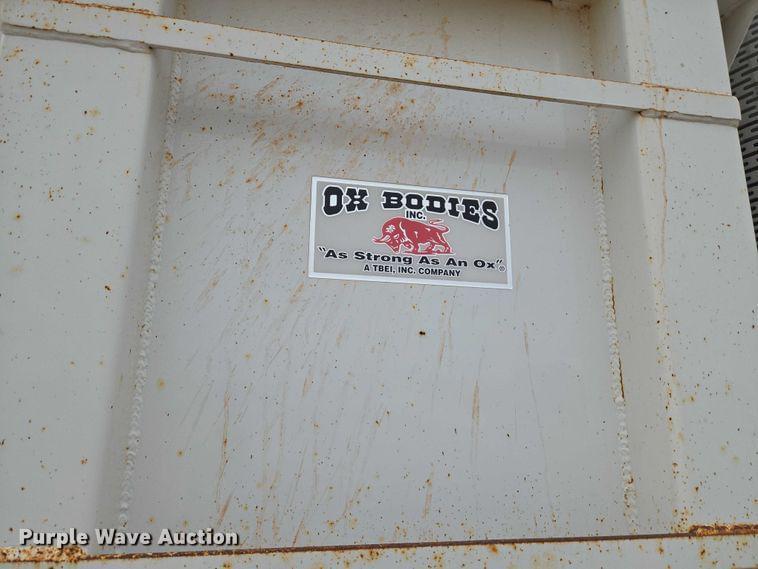 OX BODIES
INC.
"As Strong As An Ox"®
A TBEI, INC. COMPANY
Purple Wave Auction